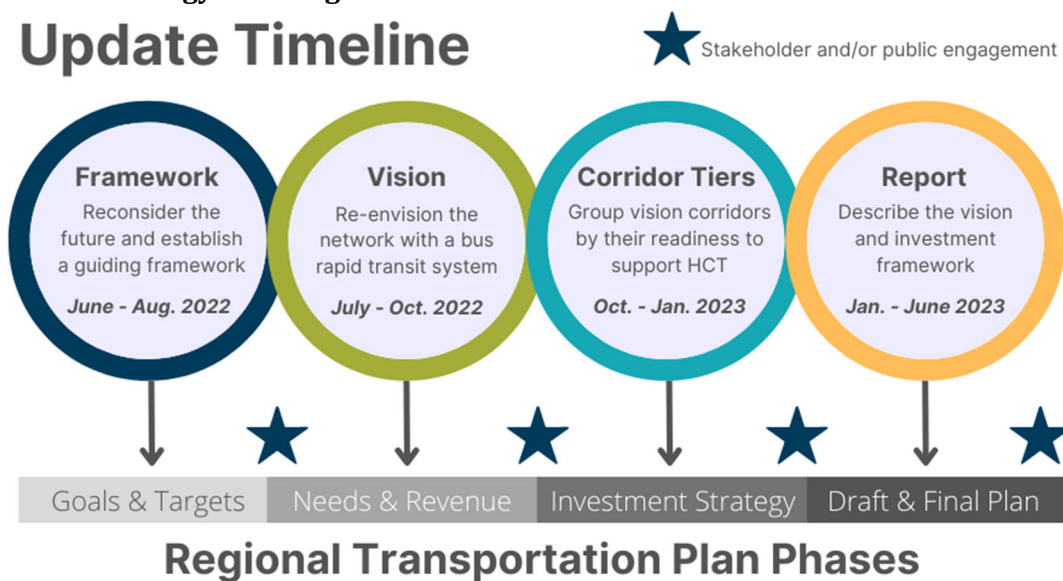 Update Timeline
Stakeholder and/or public engagement
Framework
Reconsider the
future and establish
a guiding framework
June - Aug. 2022
Vision
Re-envision the
network with a bus
rapid transit system
July - Oct. 2022
Corridor Tiers
Group vision corridors
by their readiness to
support HCT
Oct. - Jan. 2023
Report
Describe the vision
and investment
framework
Jan. - June 2023
Goals & Targets
Needs & Revenue
Investment Strategy
Draft & Final Plan
Regional Transportation Plan Phases